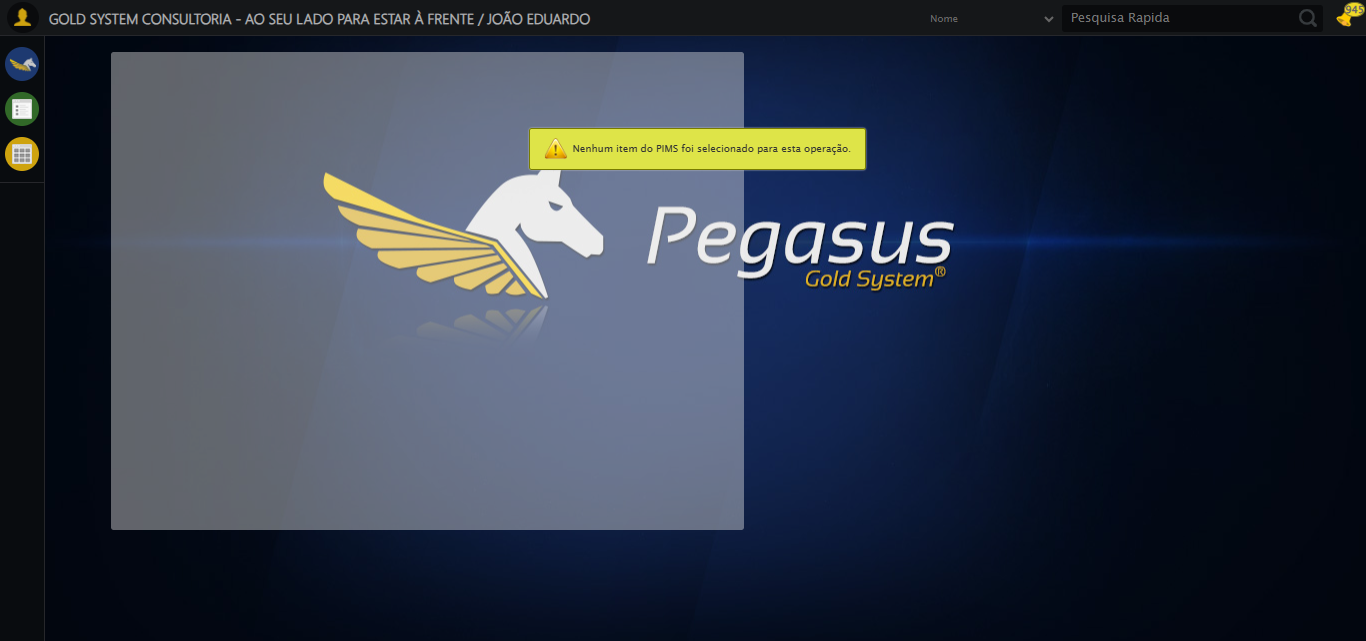 GOLD SYSTEM CONSULTORIA - AO SEU LADO PARA ESTAR À FRENTE / JOÃO EDUARDO
Nome
Pesquisa Rapida
945
Nenhum item do PIMS foi selecionado para esta operação.
Pegasus
Gold System®